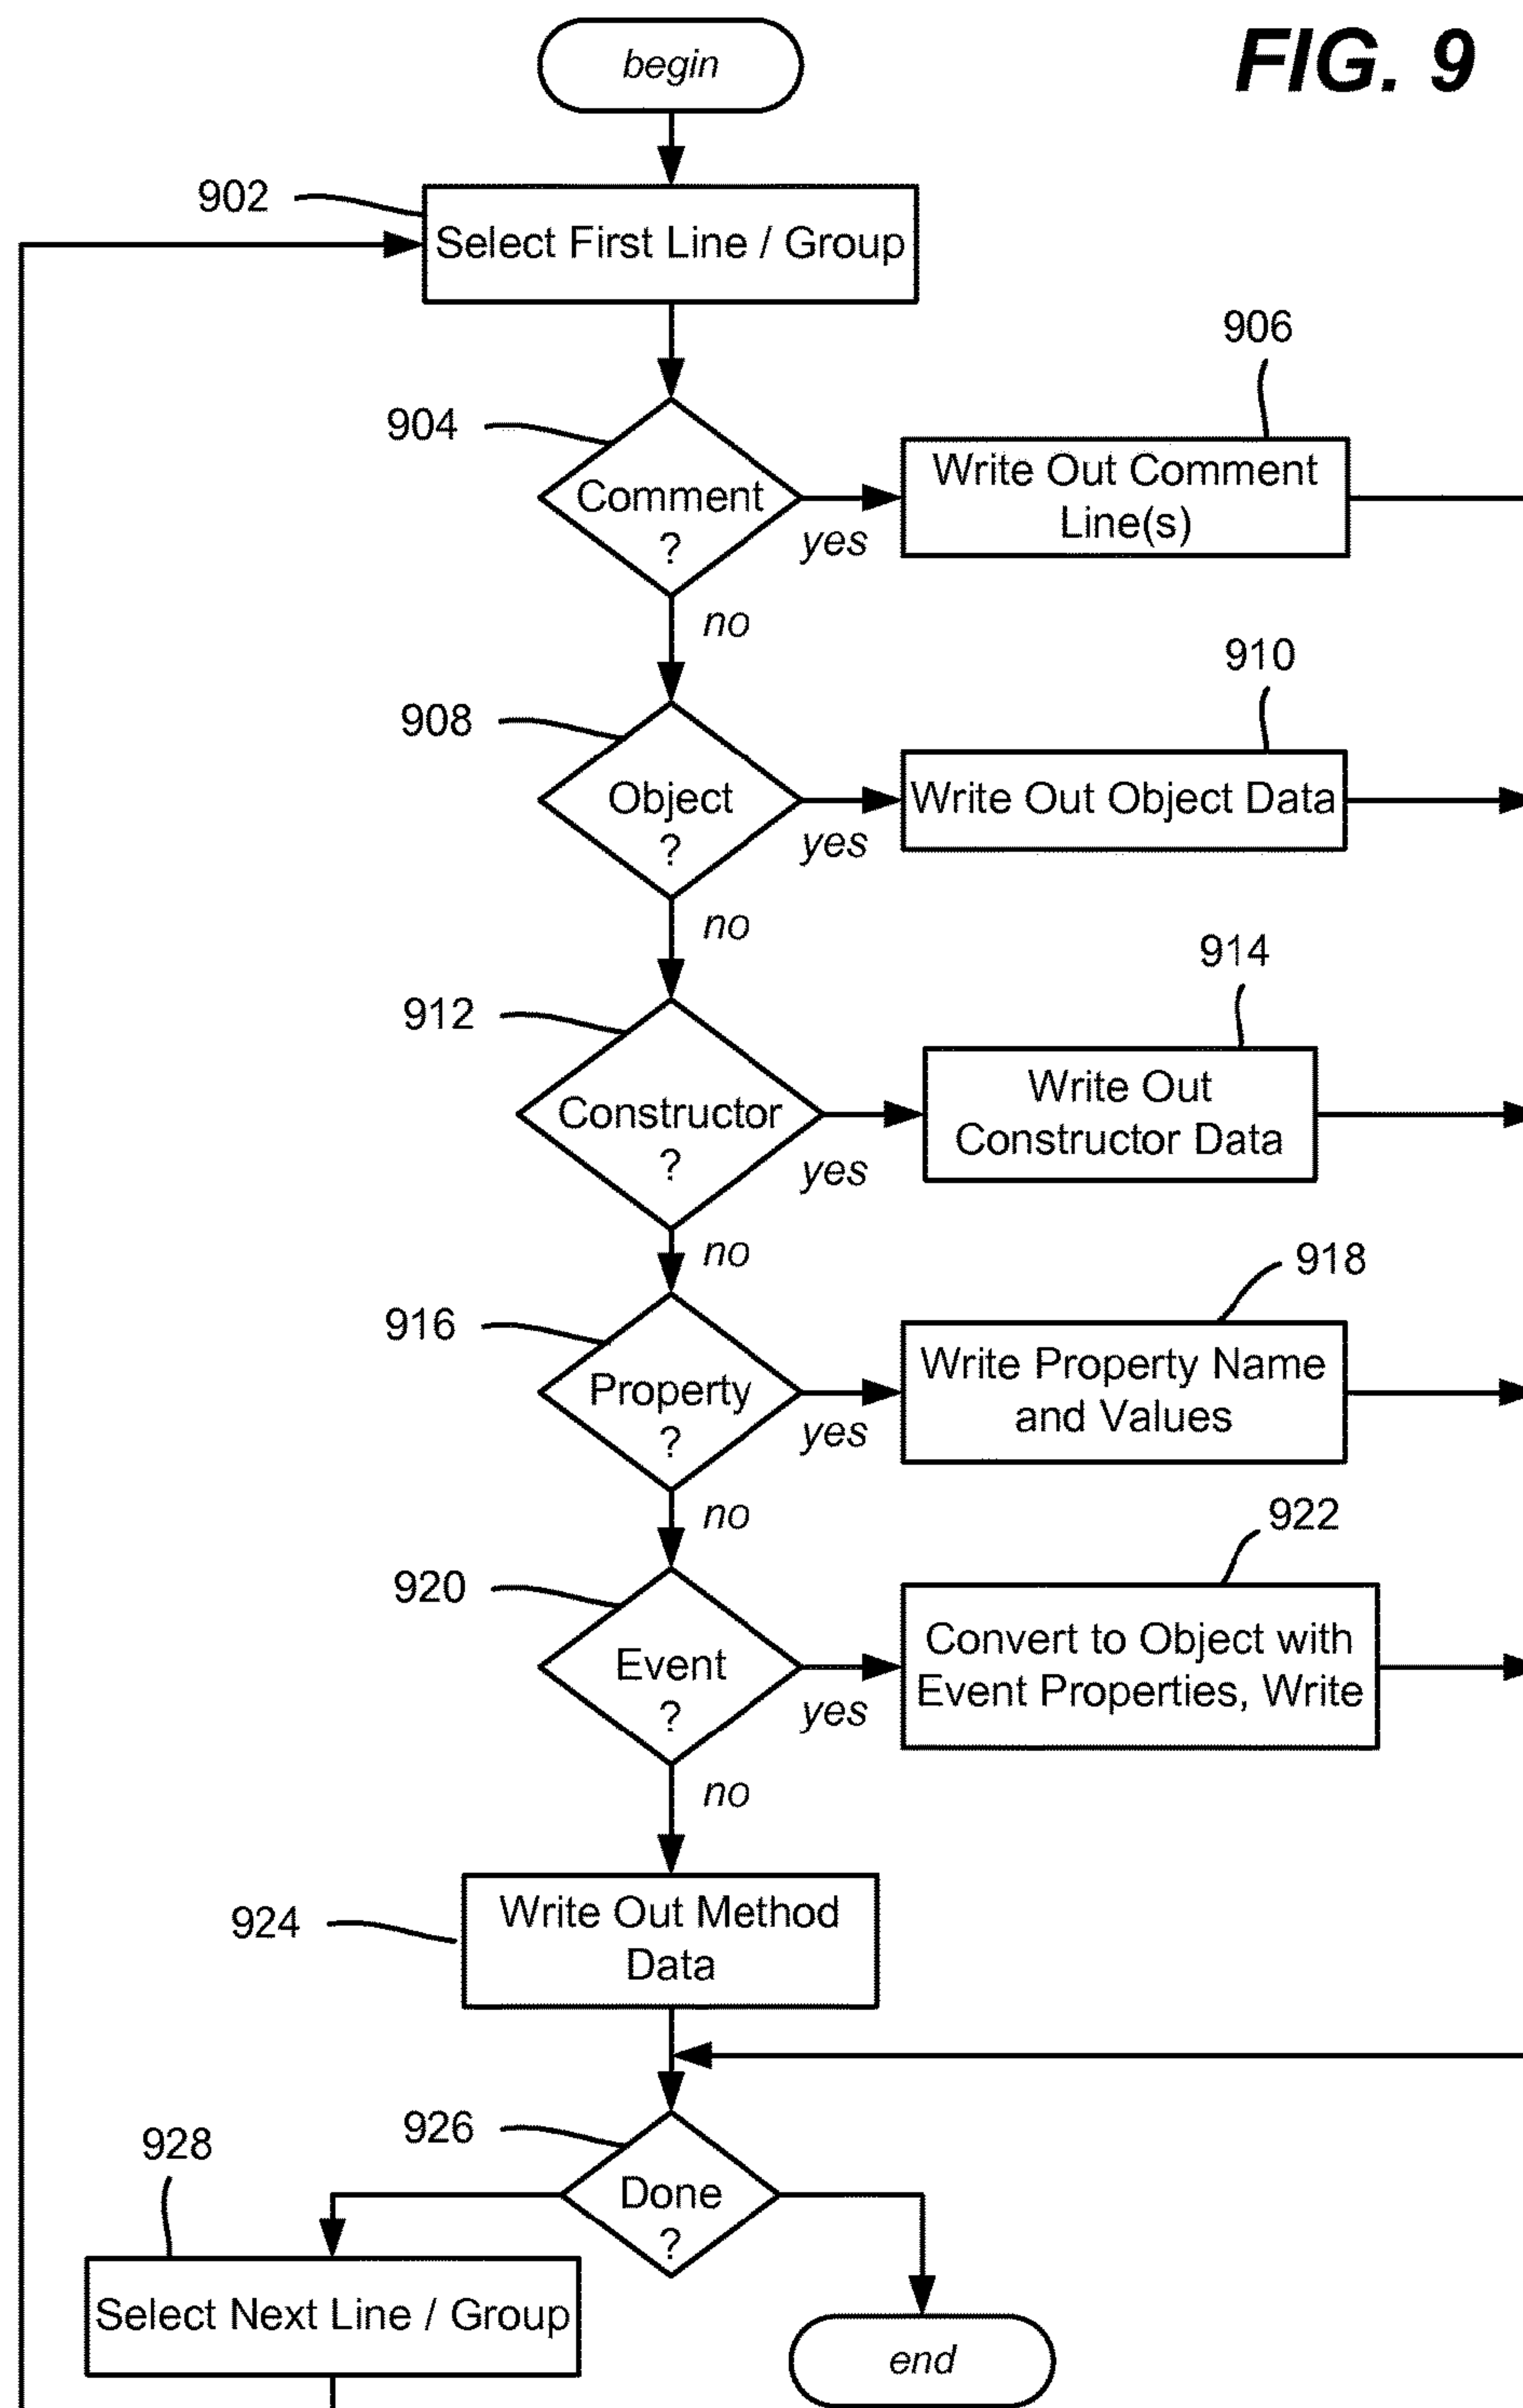 FIG. 9
begin
902
Select First Line / Group
906
904
Comment
?
yes
Write Out Comment
Line(s)
no
910
908
Object
?
yes
Write Out Object Data
no
914
912
Constructor
?
yes
Write Out
Constructor Data
no
918
916
Property
?
yes
Write Property Name
and Values
no
922
920
Event
?
yes
Convert to Object with
Event Properties, Write
no
924
Write Out Method
Data
926
928
Done
?
Select Next Line / Group
end